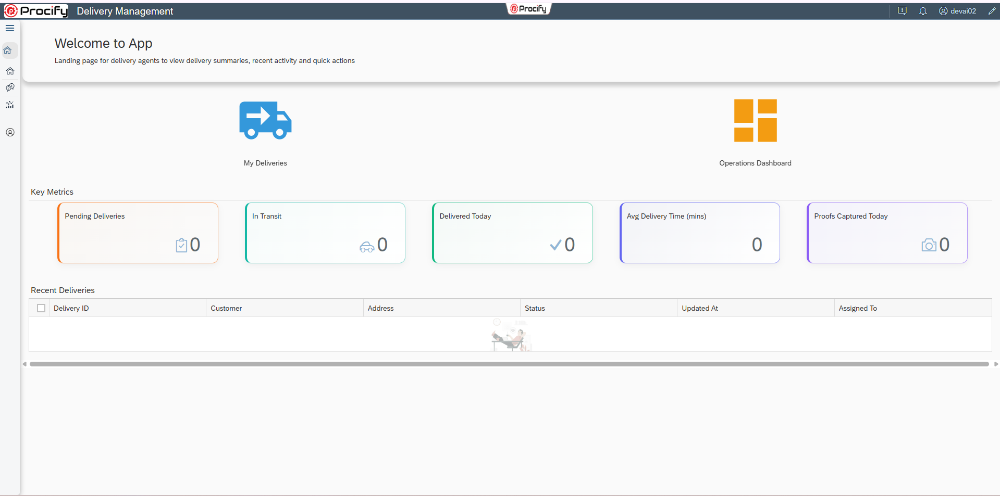 Procify Delivery Management
Procify
devai02
Welcome to App
Landing page for delivery agents to view delivery summaries, recent activity and quick actions
My Deliveries
Operations Dashboard
Key Metrics
Pending Deliveries
0
In Transit
0
Delivered Today
0
Avg Delivery Time (mins)
0
Proofs Captured Today
0
Recent Deliveries
Delivery ID Customer Address Status Updated At Assigned To